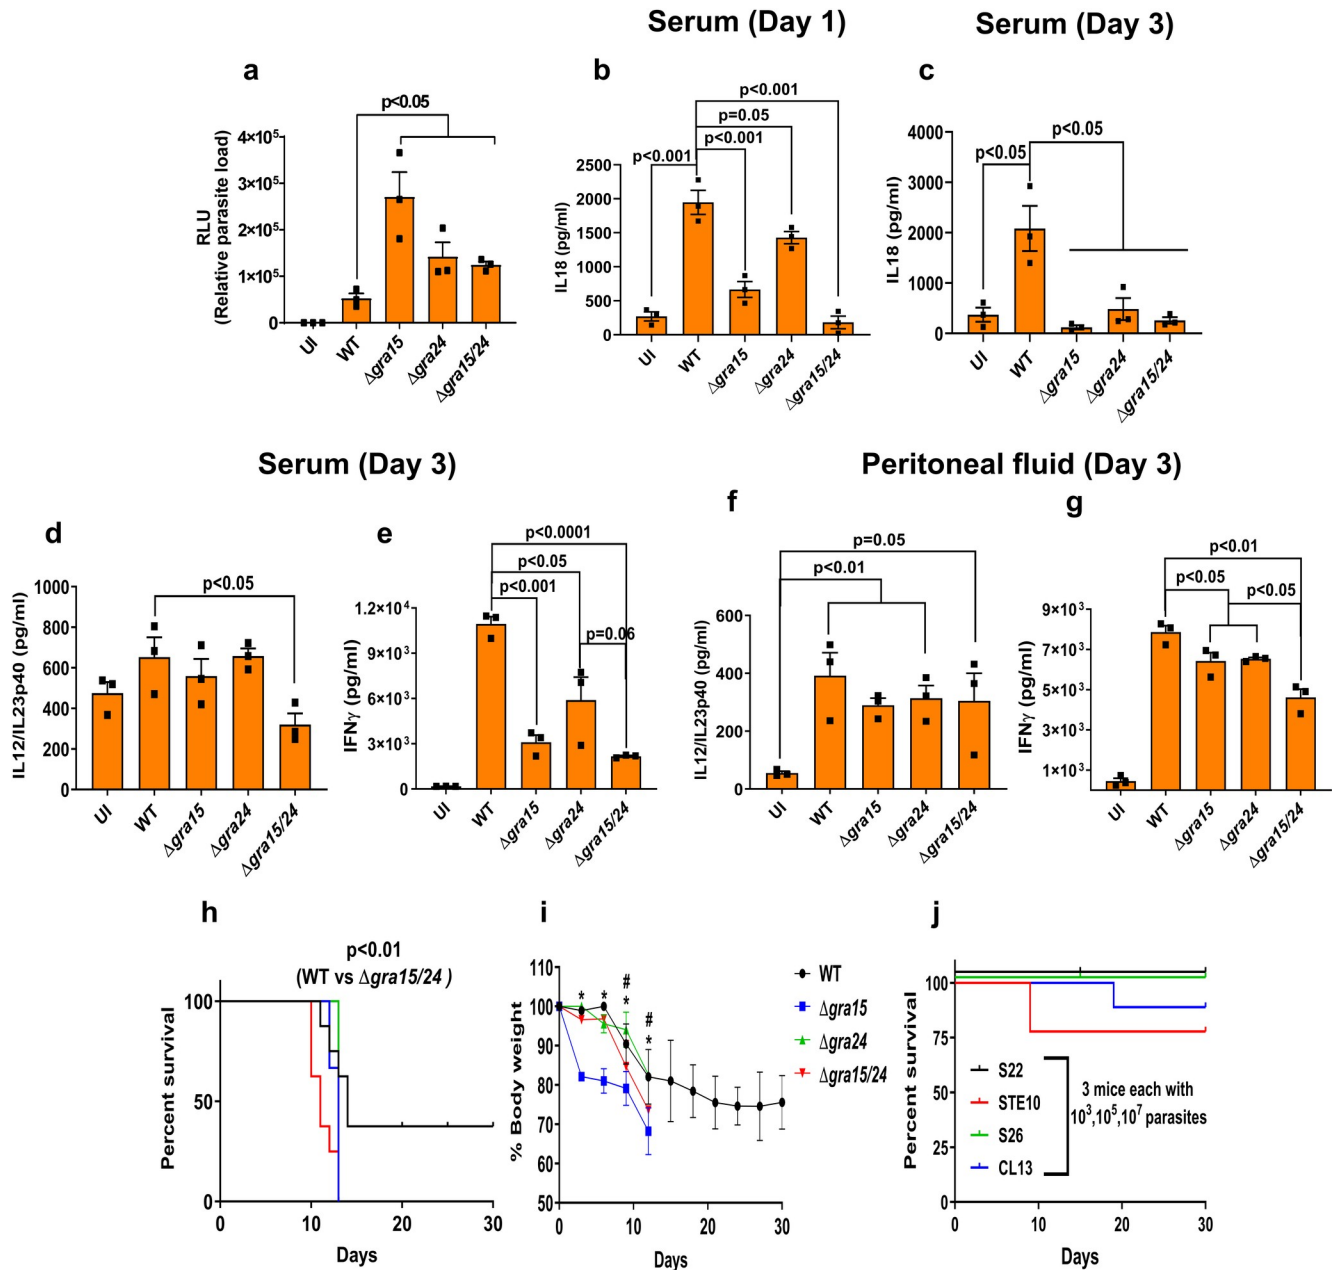 Serum (Day 1)
Serum (Day 3)
a
p<0.05
RLU
(Relative parasite load)
4×10⁵
3×10⁵
2×10⁵
1×10⁵
0
UI
WT
Δgra15
Δgra24
Δgra15/24
b
p<0.001
p=0.05
p<0.001
p<0.001
IL18 (pg/ml)
2500
2000
1500
1000
500
0
UI
WT
Δgra15
Δgra24
Δgra15/24
c
p<0.05
p<0.05
IL18 (pg/ml)
4000
3000
2000
1000
0
UI
WT
Δgra15
Δgra24
Δgra15/24
Serum (Day 3)
Peritoneal fluid (Day 3)
d
p<0.05
IL12/IL23p40 (pg/ml)
1000
800
600
400
200
0
UI
WT
Δgra15
Δgra24
Δgra15/24
e
p<0.0001
p<0.05
p<0.001
p=0.06
IFNγ (pg/ml)
1.2×10⁴
9×10³
6×10³
3×10³
0
UI
WT
Δgra15
Δgra24
Δgra15/24
f
p=0.05
p<0.01
IL12/IL23p40 (pg/ml)
600
400
200
0
UI
WT
Δgra15
Δgra24
Δgra15/24
g
p<0.01
p<0.05
p<0.05
IFNγ (pg/ml)
9×10³
7×10³
5×10³
3×10³
1×10³
UI
WT
Δgra15
Δgra24
Δgra15/24
h
p<0.01
(WT vs Δgra15/24 )
Percent survival
100
50
0
0
10
20
30
Days
i
% Body weight
110
100
90
80
70
60
50
*
*
#
*
#
*
0
10
20
30
Days
WT
Δgra15
Δgra24
Δgra15/24
j
Percent survival
100
75
50
25
0
S22
STE10
S26
CL13
3 mice each with
10³,10⁵,10⁷ parasites
0
10
20
30
Days